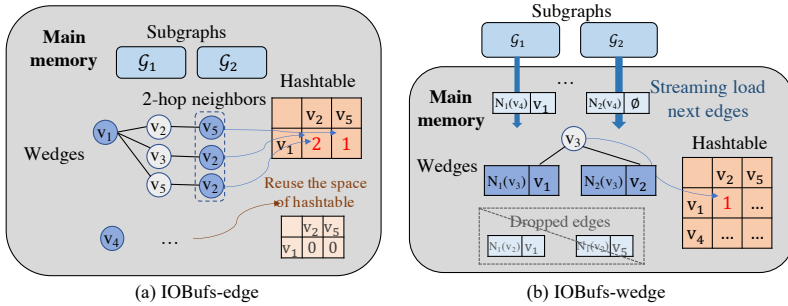 Main
memory
Subgraphs
𝒢1 𝒢2
Hashtable
2-hop neighbors
v2 v5
v1 2 1
Wedges
v1
v2 v5
v3 v2
v5 v2
Reuse the space
of hashtable
v2 v5
v1 0 0
v4 ...
(a) IOBufs-edge
Subgraphs
𝒢1 𝒢2
...
N1(v4) v1
N2(v4) ∅
Streaming load
next edges
Main
memory
v3
Hashtable
Wedges
N1(v3) v1
N2(v3) v2
v2 v5
v1 1 ...
v4 ... ...
Dropped edges
N1(v2) v1
v5
(b) IOBufs-wedge